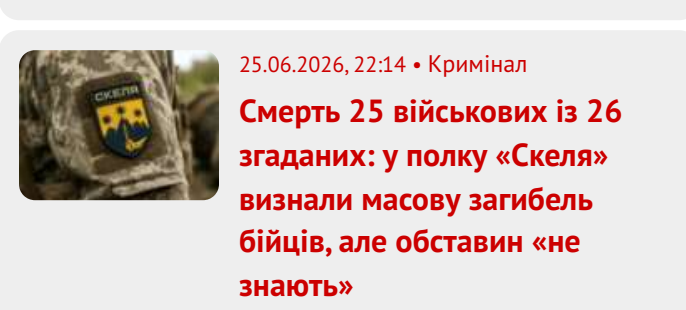 25.06.2026, 22:14 • Кримінал
СКЕЛЯ
Смерть 25 військових із 26
згаданих: у полку «Скеля»
визнали масову загибель
бійців, але обставин «не
знають»